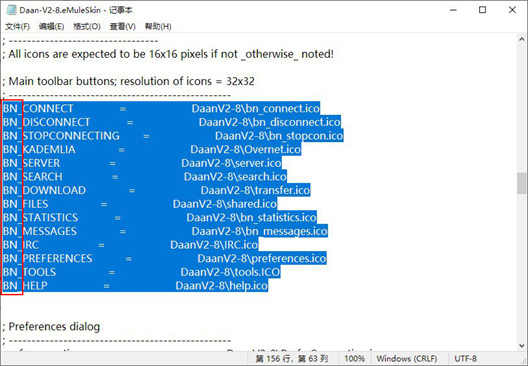 Daan-V2-8.eMuleSkin - 记事本
文件(F) 编辑(E) 格式(O) 查看(V) 帮助(H)
; --------------------------------
; All icons are expected to be 16x16 pixels if not _otherwise_ noted!
; Main toolbar buttons; resolution of icons = 32x32
; -----------------------------------------------
BN_CONNECT = DaanV2-8\bn_connect.ico
BN_DISCONNECT = DaanV2-8\bn_disconnect.ico
BN_STOPCONNECTING = DaanV2-8\bn_stopcon.ico
BN_KADEMLIA = DaanV2-8\Overnet.ico
BN_SERVER = DaanV2-8\server.ico
BN_SEARCH = DaanV2-8\search.ico
BN_DOWNLOAD = DaanV2-8\transfer.ico
BN_FILES = DaanV2-8\shared.ico
BN_STATISTICS = DaanV2-8\bn_statistics.ico
BN_MESSAGES = DaanV2-8\bn_messages.ico
BN_IRC = DaanV2-8\IRC.ico
BN_PREFERENCES = DaanV2-8\preferences.ico
BN_TOOLS = DaanV2-8\tools.ICO
BN_HELP = DaanV2-8\help.ico
; Preferences dialog
; -----------------------------------------------
第 156 行，第 63 列 100% Windows (CRLF) UTF-8